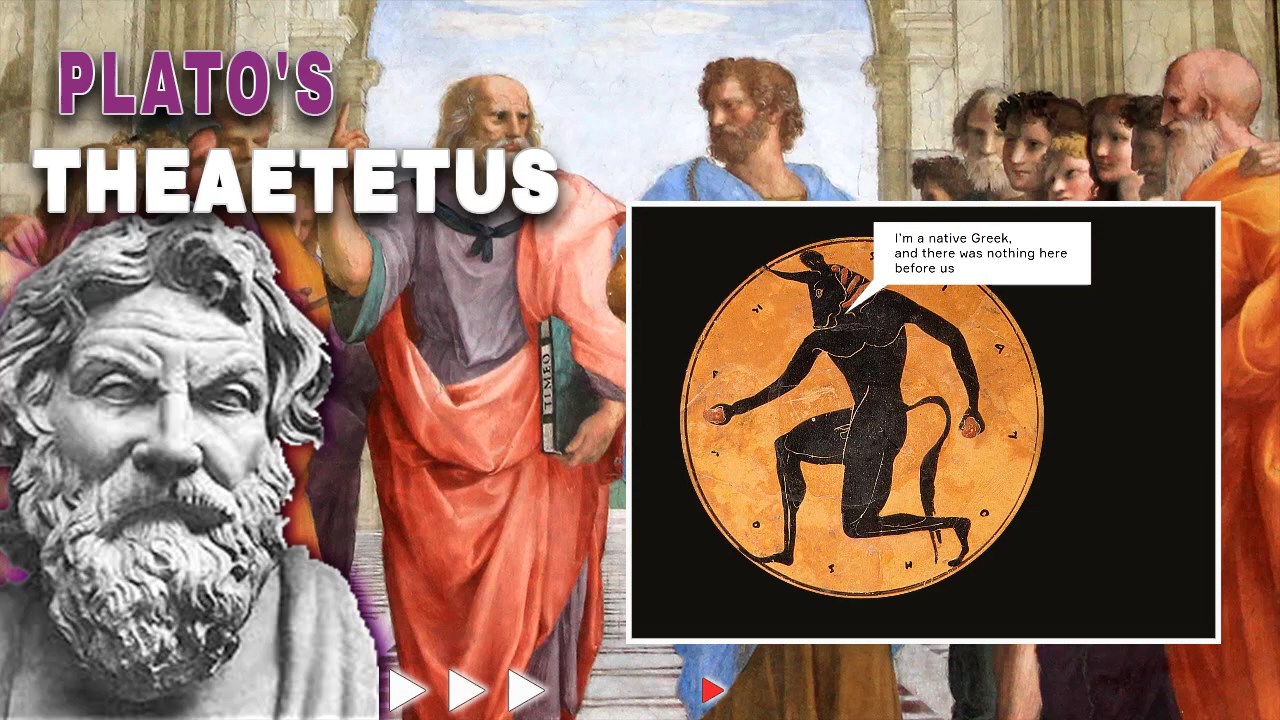 PLATO'S
THEAETETUS
I'm a native Greek,
and there was nothing here
before us
TIMEO